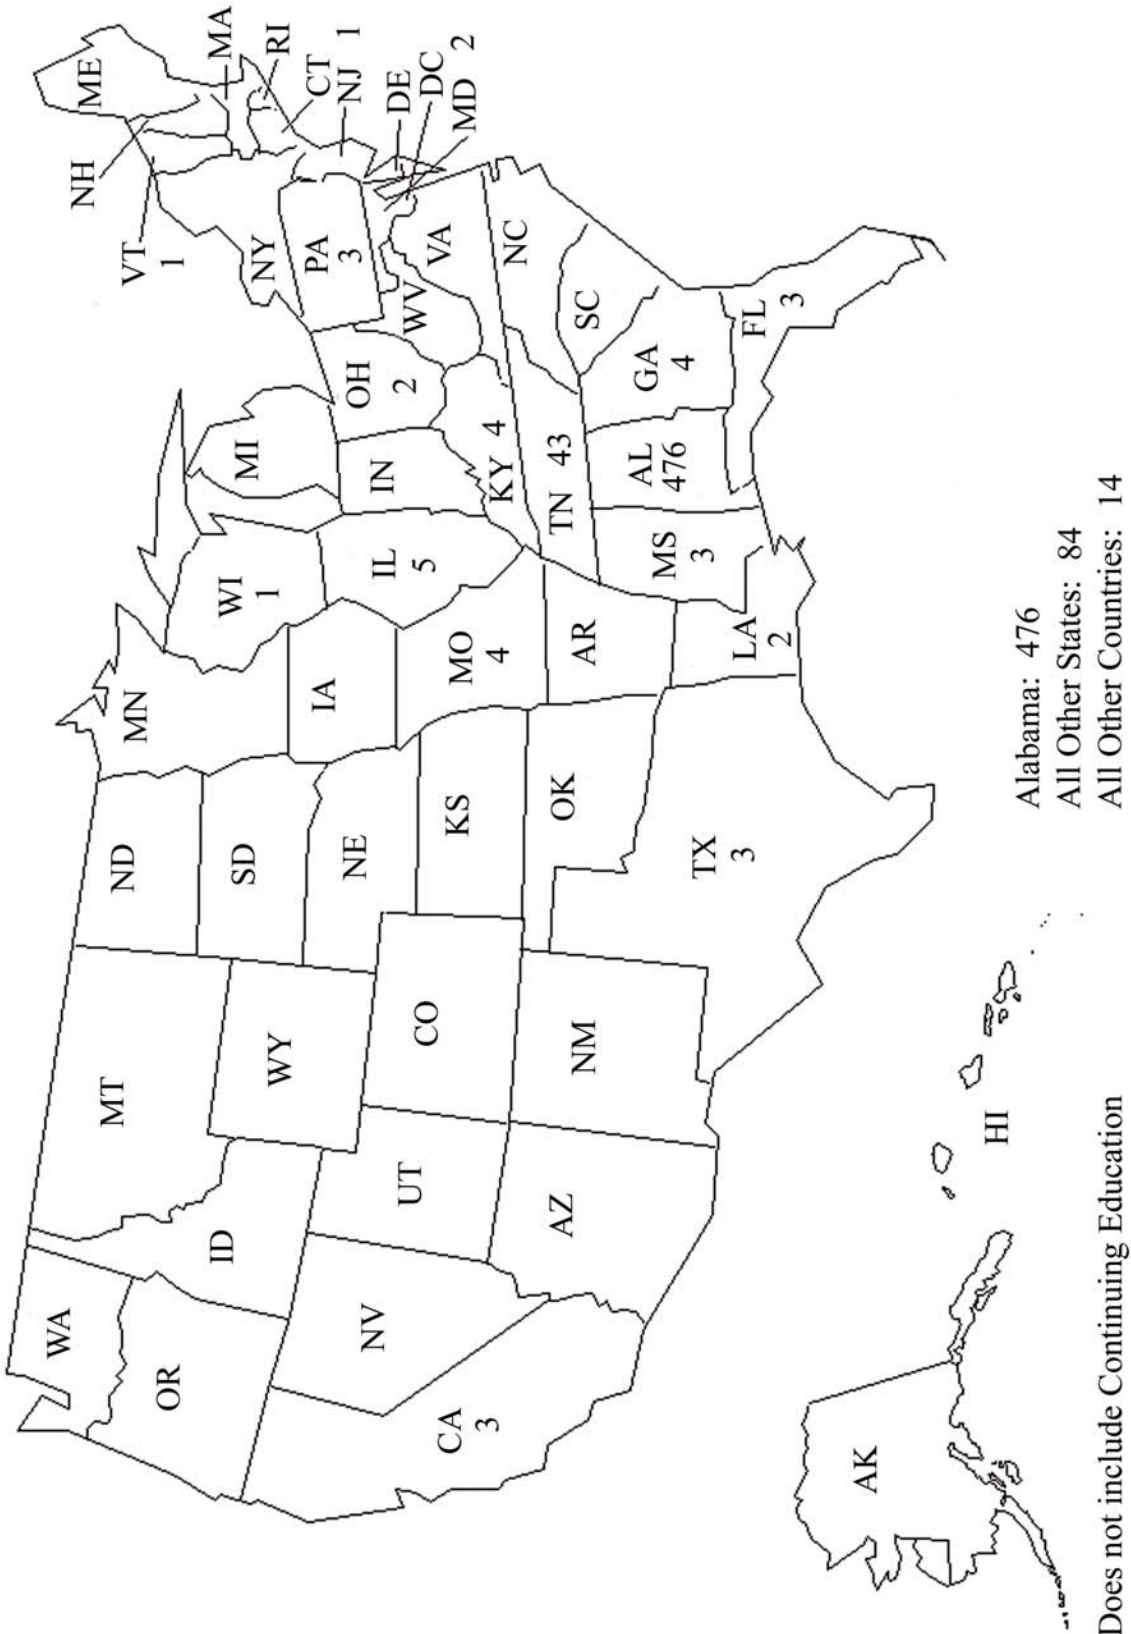 WA
OR
CA
3
NV
ID
MT
WY
UT
AZ
CO
NM
ND
SD
NE
KS
OK
TX
3
MN
IA
MO
4
AR
LA
2
WI
1
IL
5
MI
IN
OH
2
KY 4
TN 43
MS
3
AL
476
GA
4
FL
3
SC
NC
VA
WV
PA
3
NY
VT
1
NH
ME
MA
RI
CT
NJ 1
DE
DC
MD 2
AK
HI
Alabama: 476
All Other States: 84
All Other Countries: 14
Does not include Continuing Education